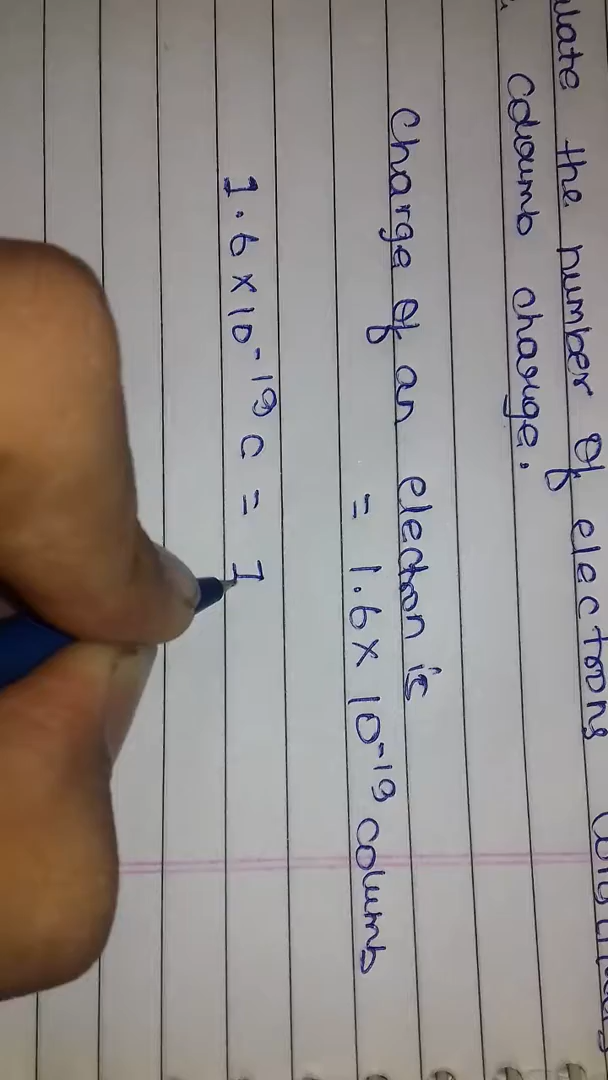 the number of electrons
coloumb charge.
Charge of an electron is
= 1.6 × 10⁻¹⁹ columb
1.6 × 10⁻¹⁹ C = 1